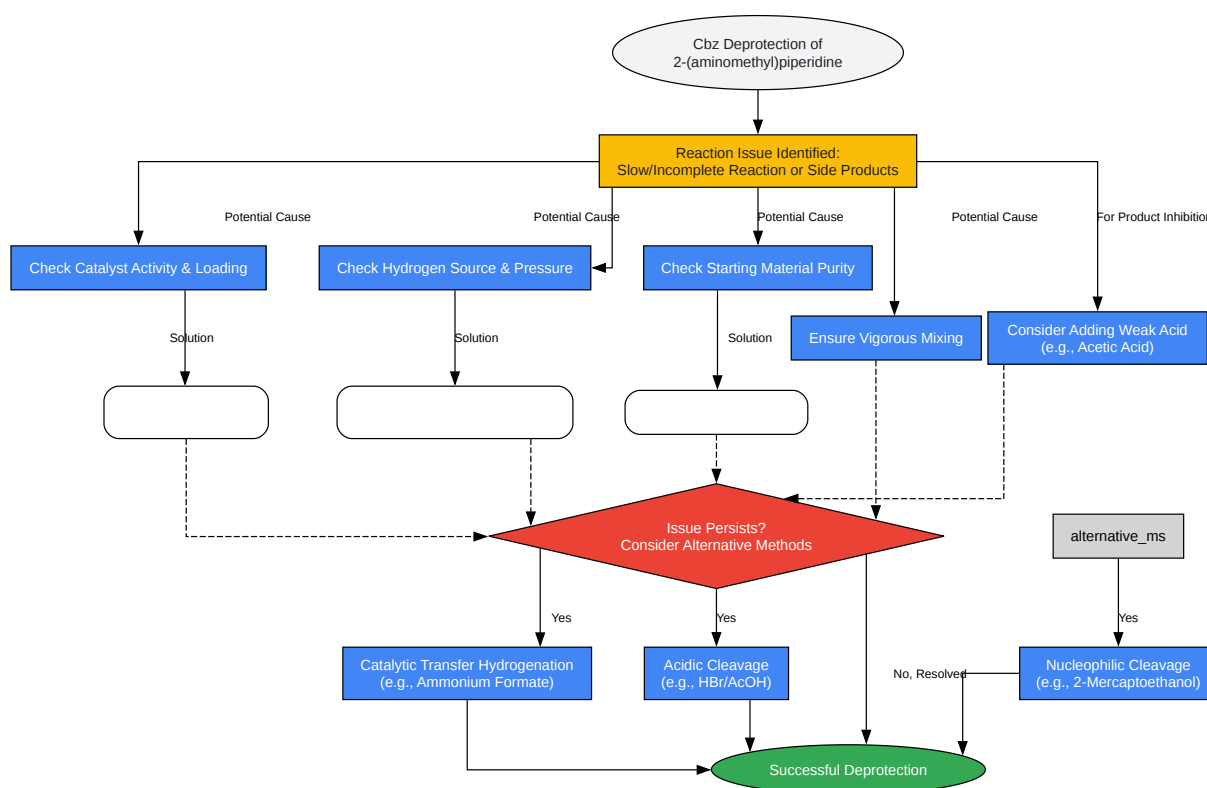 Cbz Deprotection of
2-(aminomethyl)piperidine
Reaction Issue Identified:
Slow/Incomplete Reaction or Side Products
Potential Cause
Potential Cause
Potential Cause
Potential Cause
For Product Inhibition
Check Catalyst Activity & Loading
Check Hydrogen Source & Pressure
Check Starting Material Purity
Ensure Vigorous Mixing
Consider Adding Weak Acid
(e.g., Acetic Acid)
Solution
Solution
Solution
Issue Persists?
Consider Alternative Methods
alternative_ms
Yes
Yes
Yes
Catalytic Transfer Hydrogenation
(e.g., Ammonium Formate)
Acidic Cleavage
(e.g., HBr/AcOH)
No, Resolved
Nucleophilic Cleavage
(e.g., 2-Mercaptoethanol)
Successful Deprotection